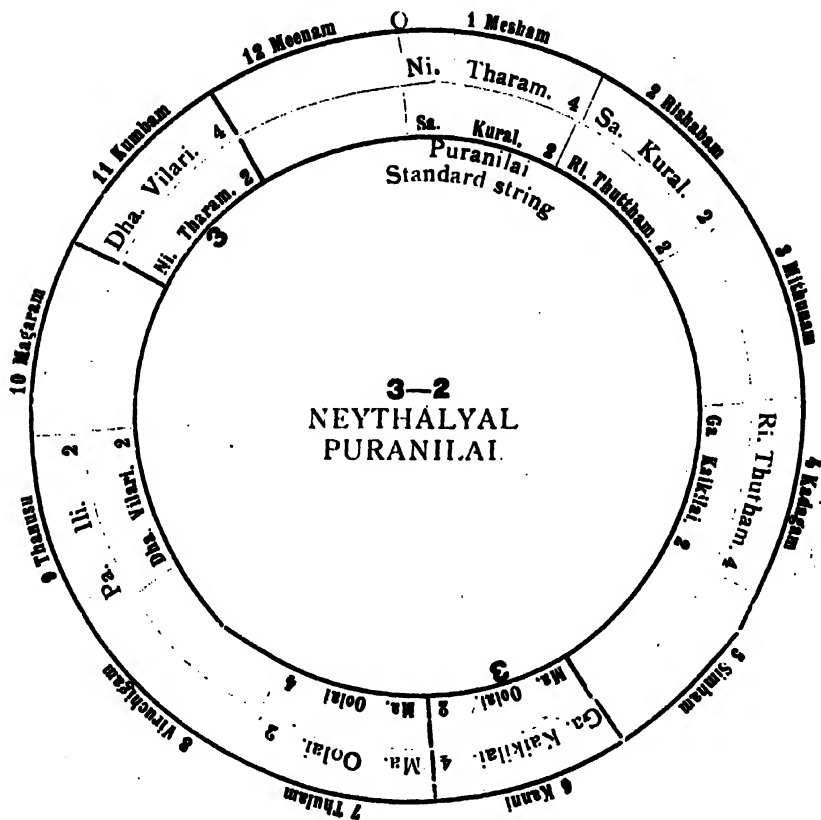 O
1 Mesham
2 Rishabam
3 Mithunam
4 Kadagam
5 Simham
6 Kanni
7 Thulam
8 Viruchigam
9 Thanusu
10 Magaram
11 Kumbam
12 Meenam
Ni. Tharam. 4
Sa. Kural. 2
Ri. Thutham. 4
Ga. Kaikilai. 4
Ma. Oolai. 2
Pa. Ili. 2
Dha. Vilari. 4
Sa. Kural. 2
Ri. Thuttham. 2
Ga Kaikilai. 2
Ma. Oolai. 2
3
Ma. Oolai 4
Dha. Vilari. 2
Ni. Tharam. 2
3
Puranilai
Standard string
3—2
NEYTHALYAL
PURANILAI.